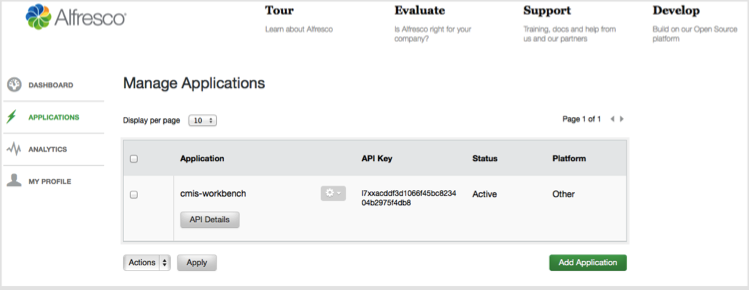 Alfresco
Tour
Evaluate
Support
Develop
Learn about Alfresco
Is Alfresco right for your
company?
Training, docs and help from
us and our partners
Build on our Open Source
platform
DASHBOARD
APPLICATIONS
ANALYTICS
MY PROFILE
Manage Applications
Display per page 10
Page 1 of 1
Application API Key Status Platform
cmis-workbench
l7xxacddf3d1066f45bc8234
04b2975f4db8
Active
Other
API Details
Actions
Apply
Add Application